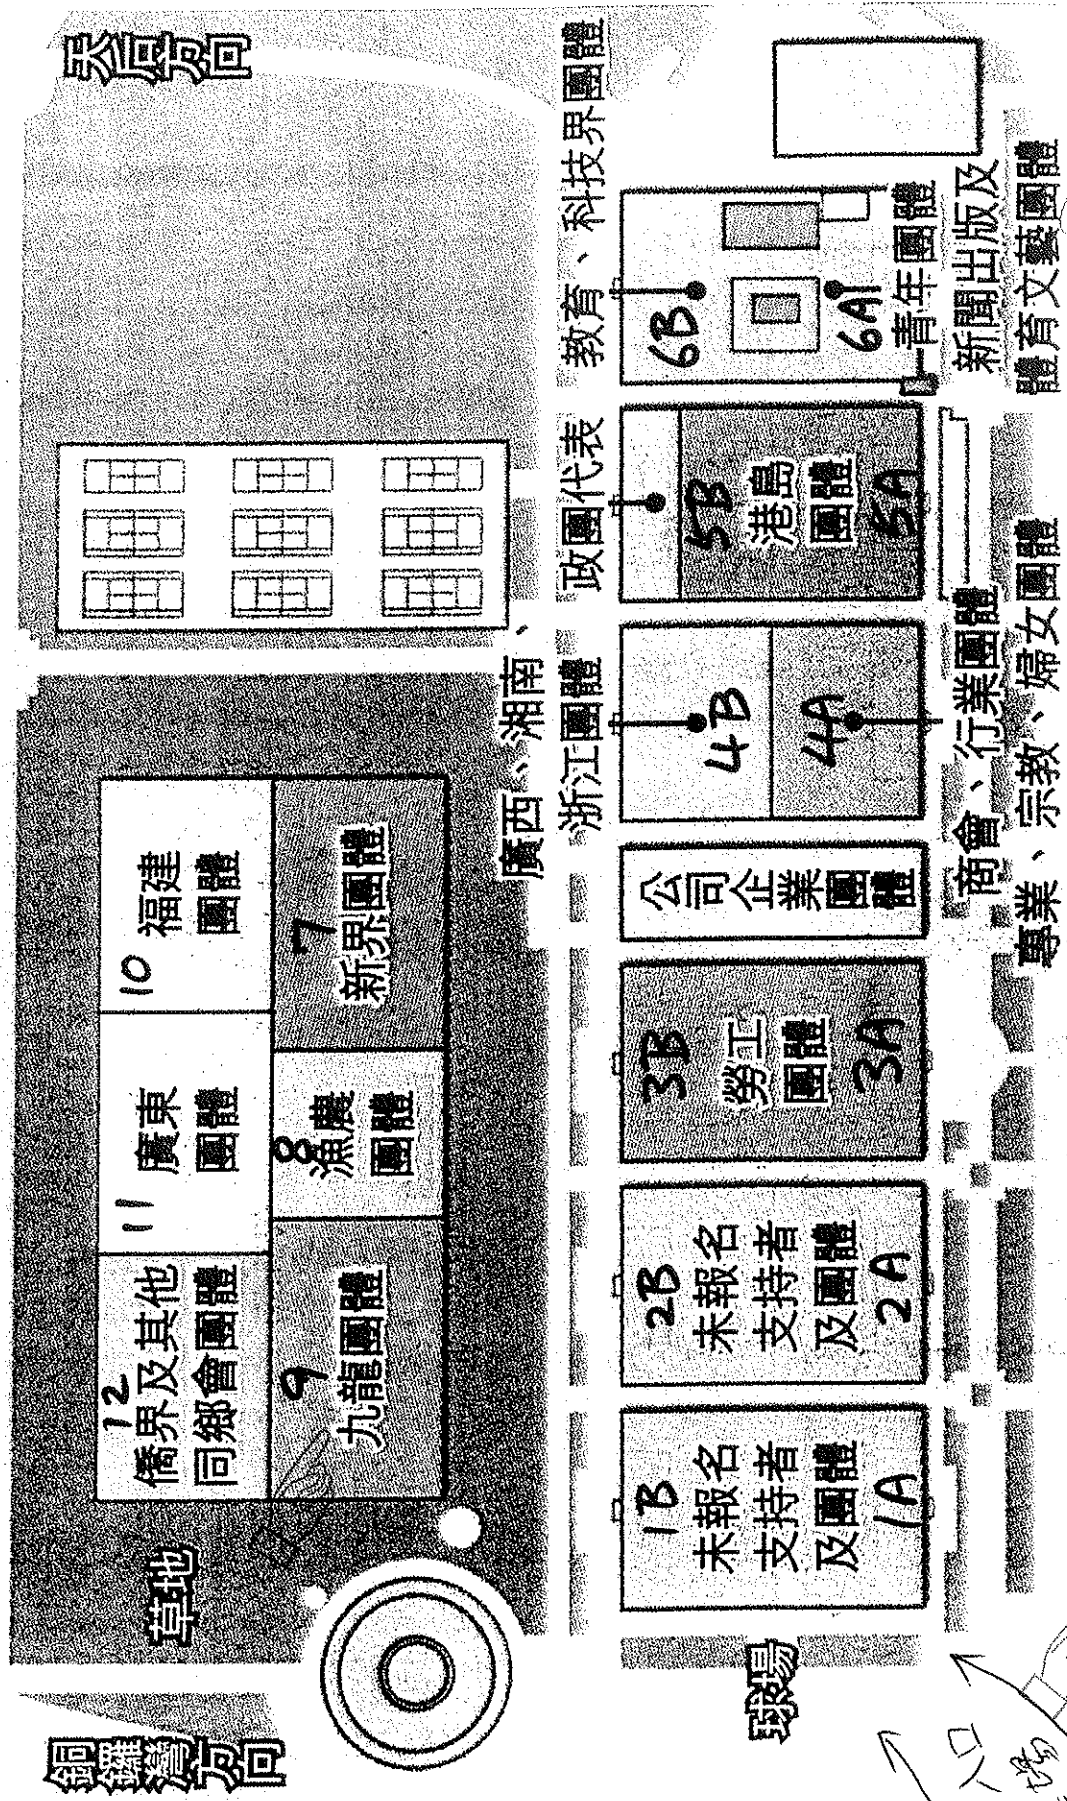 銅鑼灣方向
草地
12
僑界及其他
同鄉會團體
11
廣東
團體
10
福建
團體
天后方向
9
九龍團體
8
漁農
團體
7
新界團體
廣西、湖南、
浙江團體
政團代表
教育、科技界團體
球場
1B
未報名
支持者
及團體
1A
2B
未報名
支持者
及團體
2A
3B
勞工
團體
3A
公司企業團體
4B
4A
5B
港島
團體
5A
6B
6A
青年團體
商會、行業團體
專業、宗教、婦女團體
新聞出版及
體育文藝團體
入口